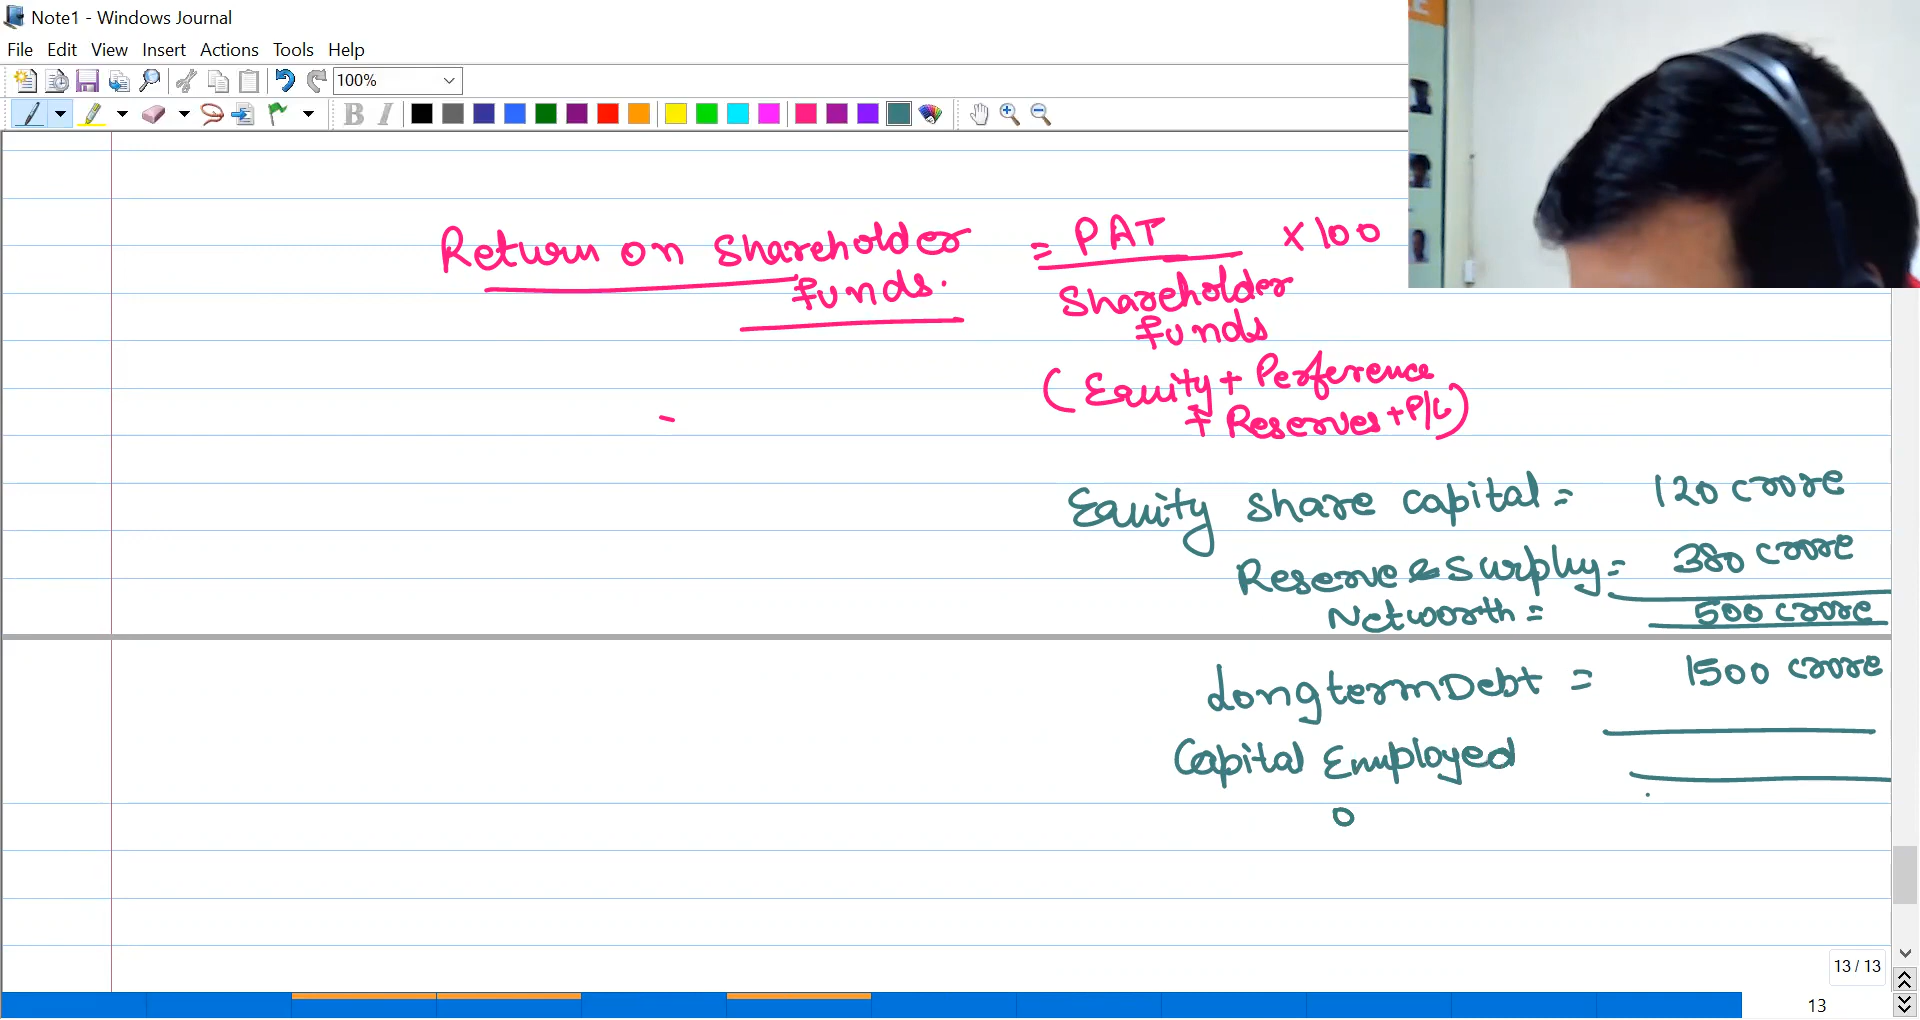 Note1 - Windows Journal
File Edit View Insert Actions Tools Help
100%
B I
Return on Shareholder = PAT × 100
funds. Shareholder
funds
(Equity + Perference
+ Reserves + P/L)
=
Equity Share capital = 120 crore
Reserve & Surplus = 380 crore
Networth = 500 crore
Long term Debt = 1500 crore
Capital Employed
0
13 / 13
13